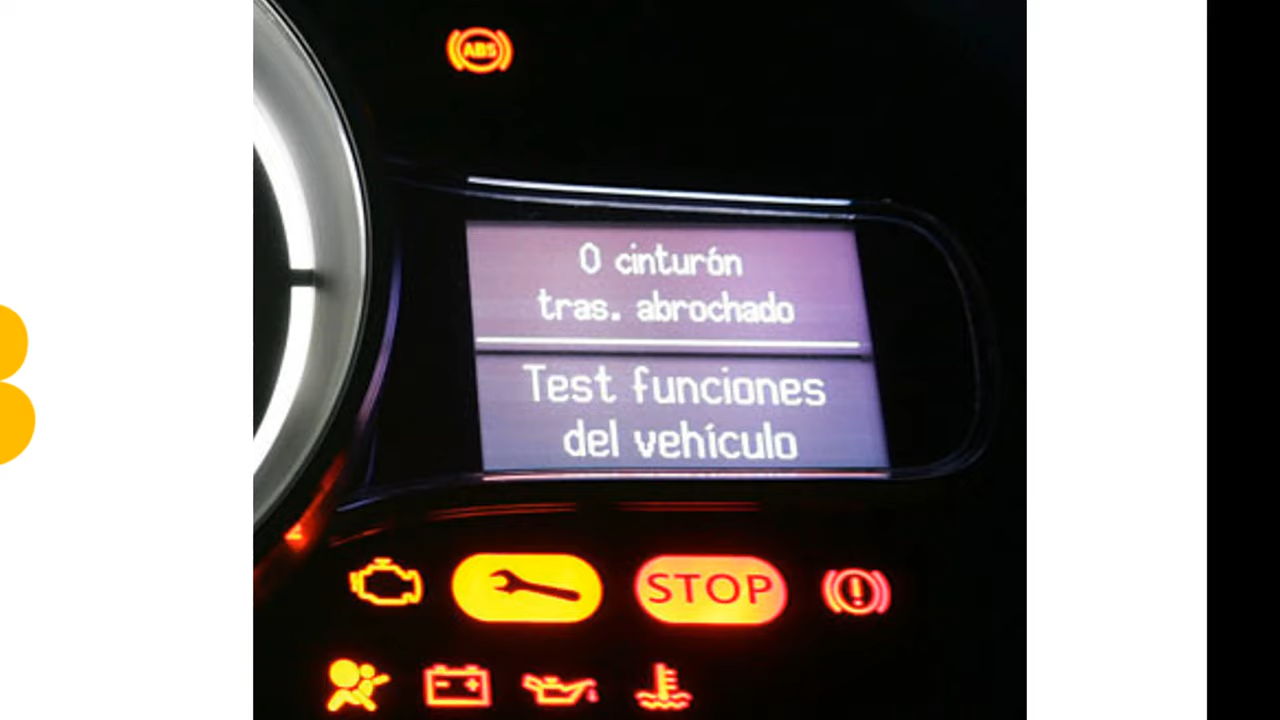 ABS
0 cinturón
tras. abrochado
Test funciones
del vehículo
STOP